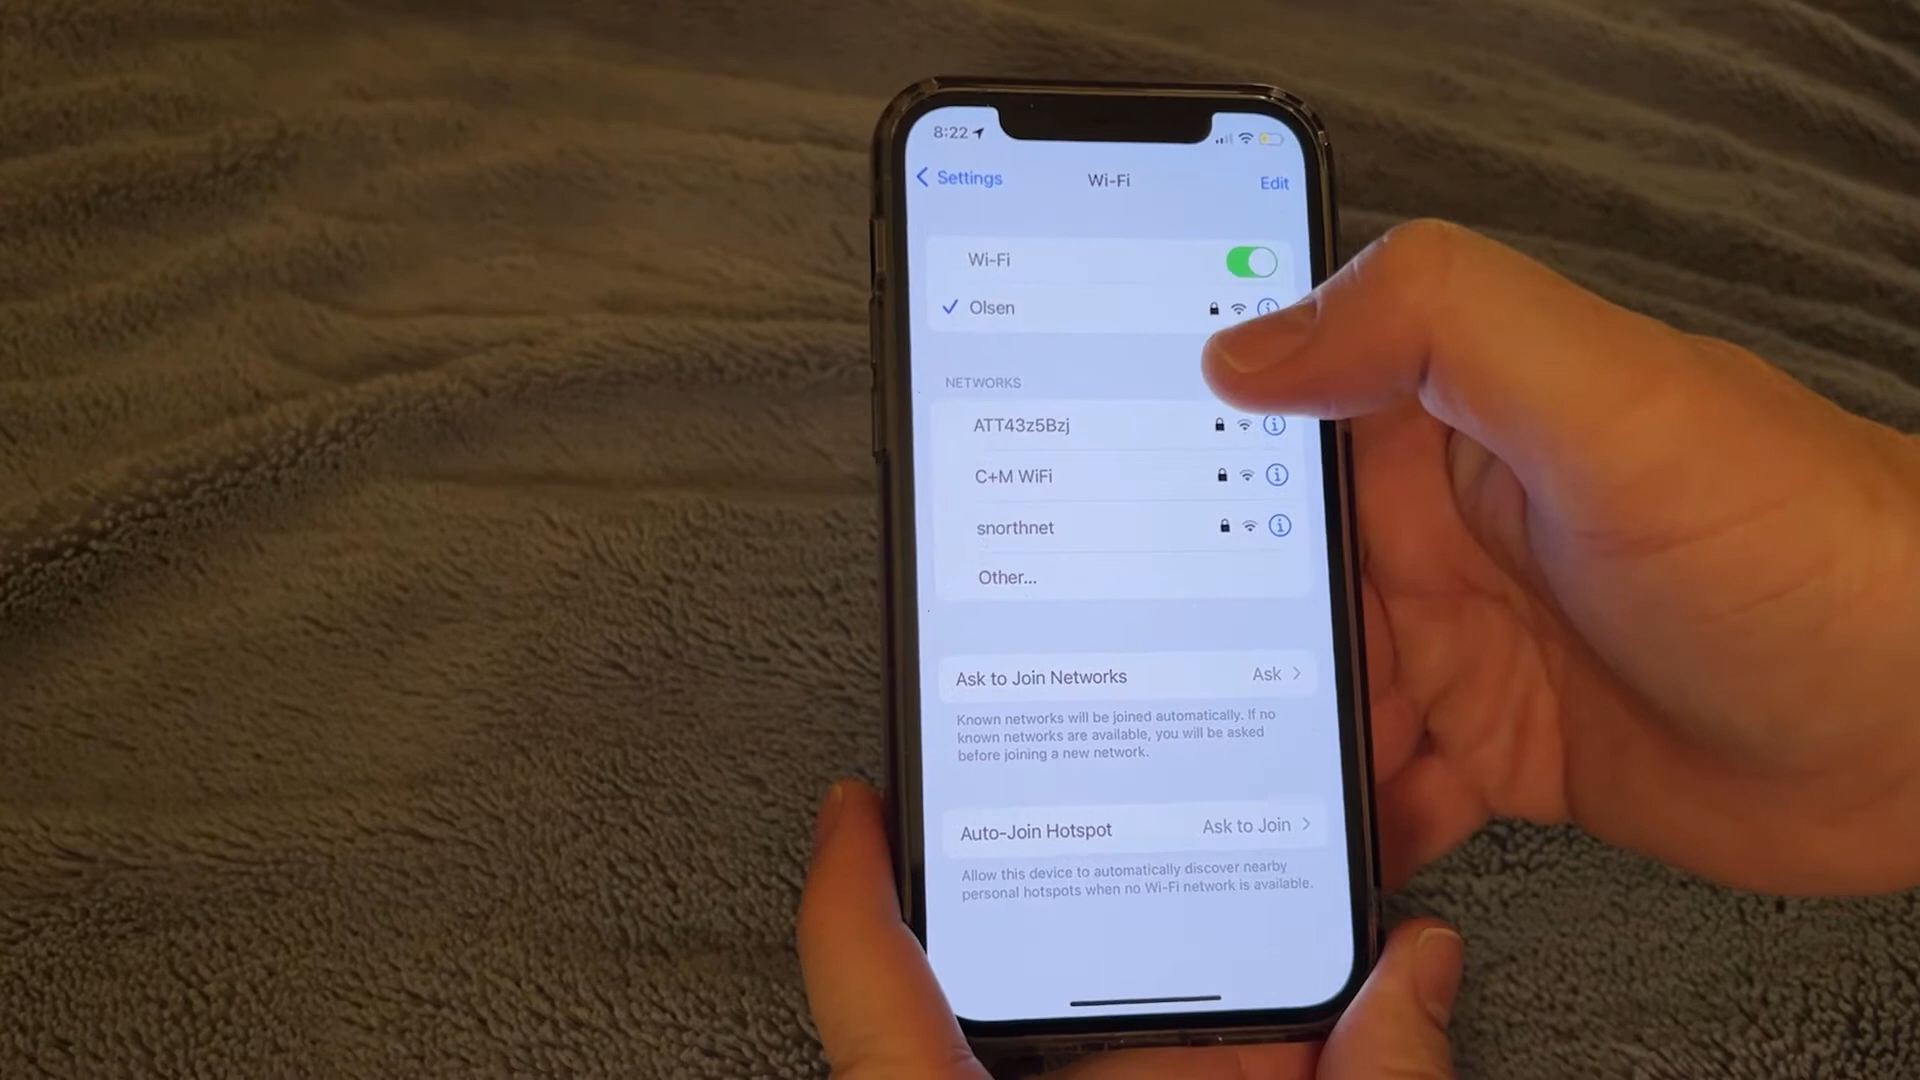 8:22
Settings
Wi-Fi
Edit
Wi-Fi
Olsen
NETWORKS
ATT43z5Bzj
C+M WiFi
snorthnet
Other...
Ask to Join Networks
Ask
Known networks will be joined automatically. If no
known networks are available, you will be asked
before joining a new network.
Auto-Join Hotspot
Ask to Join
Allow this device to automatically discover nearby
personal hotspots when no Wi-Fi network is available.